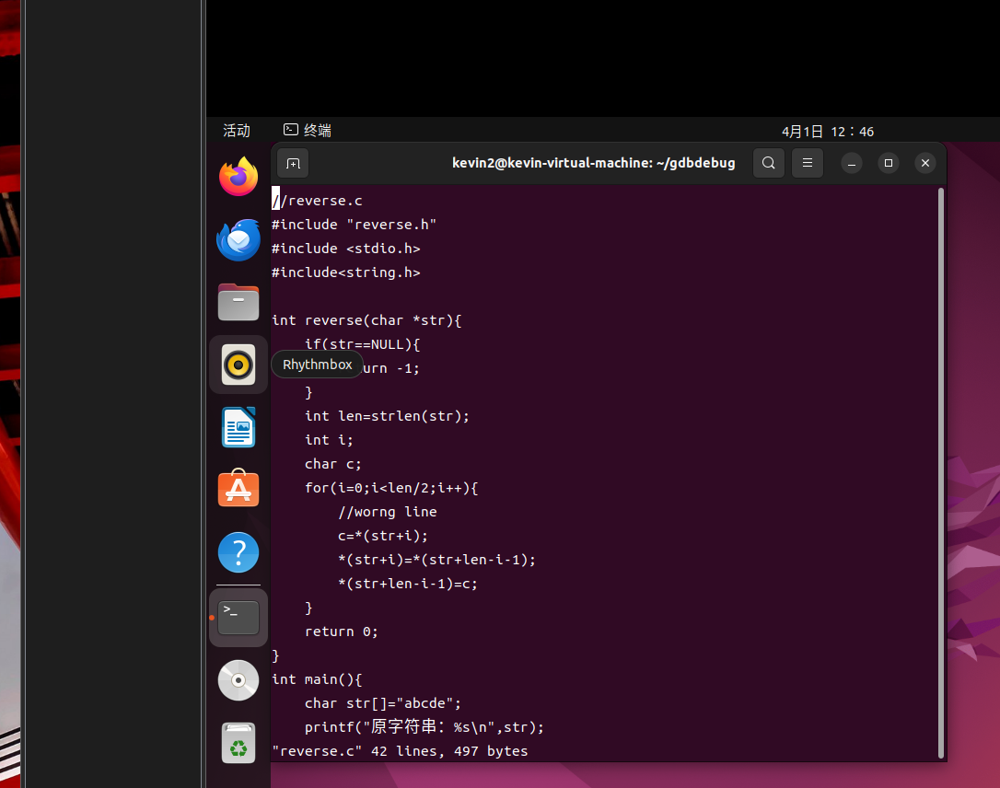 活动
终端
4月1日 12：46
kevin2@kevin-virtual-machine: ~/gdbdebug
//reverse.c
#include "reverse.h"
#include <stdio.h>
#include<string.h>
int reverse(char *str){
    if(str==NULL){
Rhythmbox
urn -1;
    }
    int len=strlen(str);
    int i;
    char c;
    for(i=0;i<len/2;i++){
        //worng line
        c=*(str+i);
        *(str+i)=*(str+len-i-1);
        *(str+len-i-1)=c;
    }
    return 0;
}
int main(){
    char str[]="abcde";
    printf("原字符串: %s\n",str);
"reverse.c" 42 lines, 497 bytes